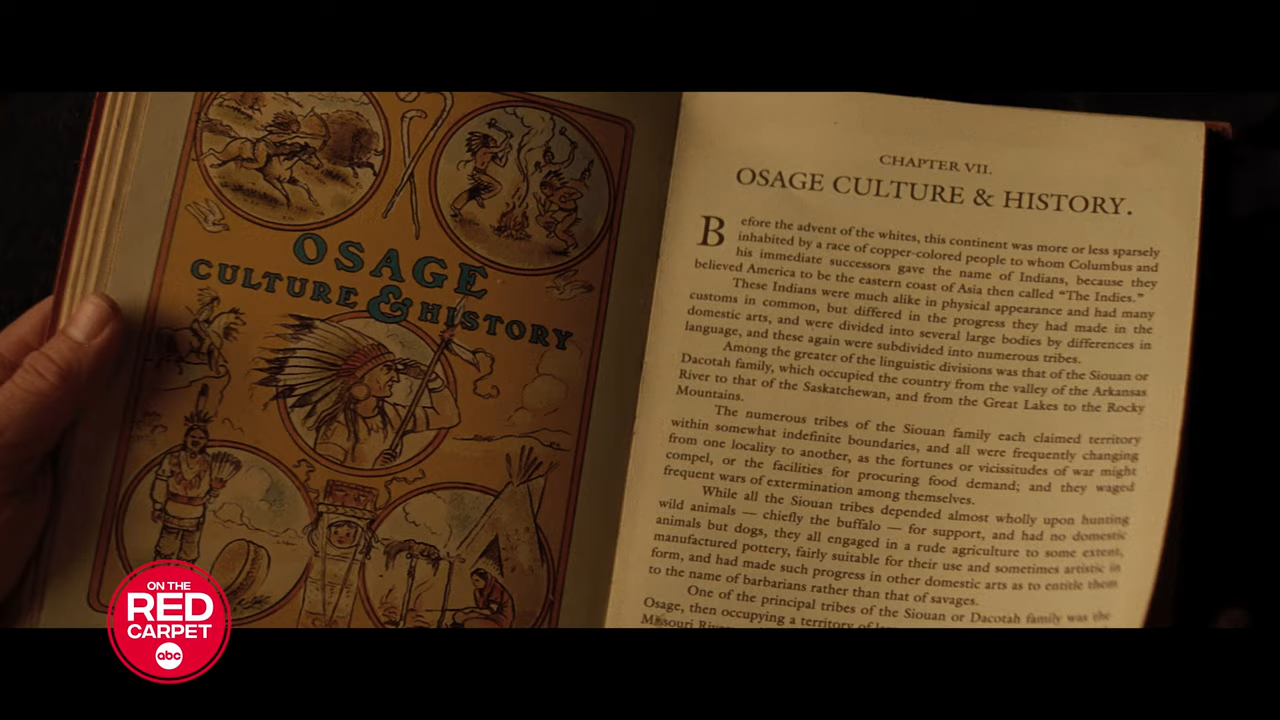 OSAGE
CULTURE & HISTORY
CHAPTER VII.
OSAGE CULTURE & HISTORY.
Before the advent of the whites, this continent was more or less sparsely
inhabited by a race of copper-colored people to whom Columbus and
his immediate successors gave the name of Indians, because they
believed America to be the eastern coast of Asia then called “The Indies.”
These Indians were much alike in physical appearance and had many
customs in common, but differed in the progress they had made in the
domestic arts, and were divided into several large bodies by differences in
language, and these again were subdivided into numerous tribes.
Among the greater of the linguistic divisions was that of the Siouan or
Dacotah family, which occupied the country from the valley of the Arkansas
River to that of the Saskatchewan, and from the Great Lakes to the Rocky
Mountains.
The numerous tribes of the Siouan family each claimed territory
within somewhat indefinite boundaries, and all were frequently changing
from one locality to another, as the fortunes or vicissitudes of war might
compel, or the facilities for procuring food demand; and they waged
frequent wars of extermination among themselves.
While all the Siouan tribes depended almost wholly upon hunting
wild animals — chiefly the buffalo — for support, and had no domestic
animals but dogs, they all engaged in a rude agriculture to some extent,
manufactured pottery, fairly suitable for their use and sometimes artistic in
form, and had made such progress in other domestic arts as to entitle them
to the name of barbarians rather than that of savages.
One of the principal tribes of the Siouan or Dacotah family was the
Osage, then occupying a territory of
Missouri River
ON THE
RED
CARPET
abc